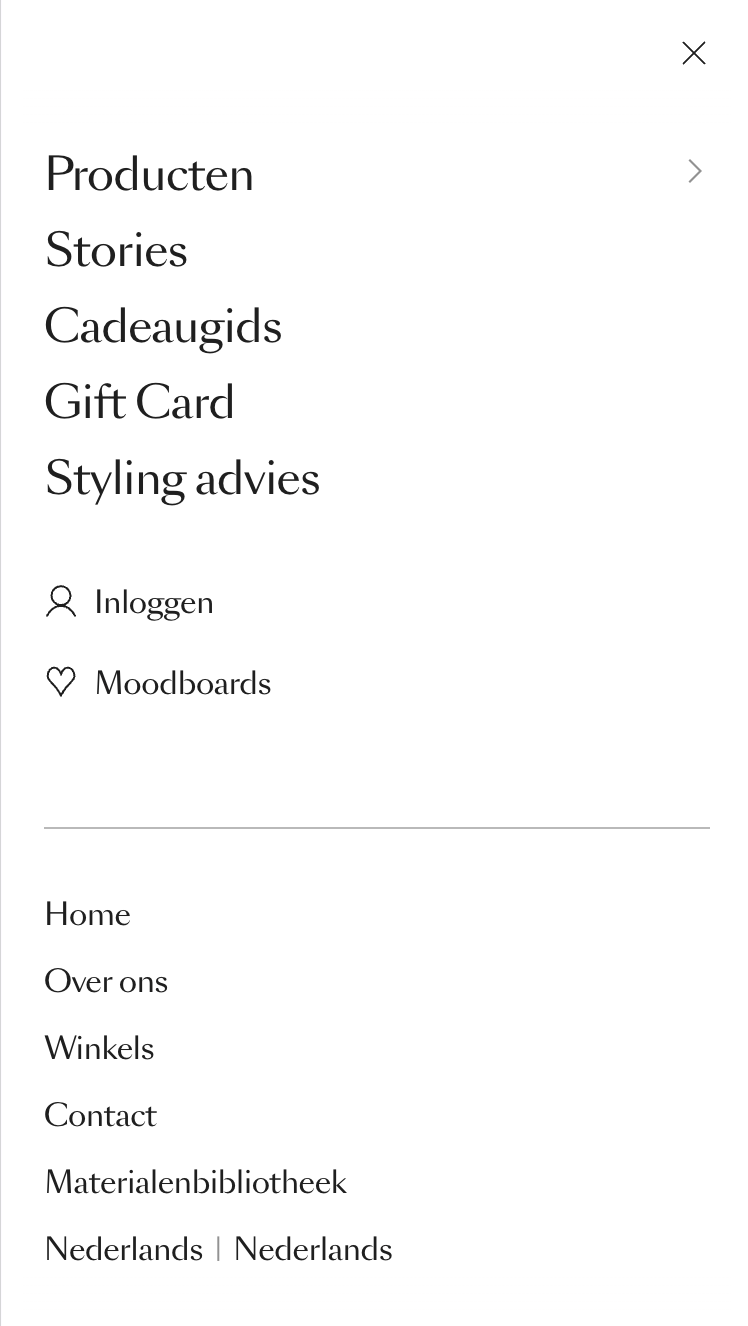 Producten
Stories
Cadeaugids
Gift Card
Styling advies
Inloggen
Moodboards
Home
Over ons
Winkels
Contact
Materialenbibliotheek
Nederlands | Nederlands